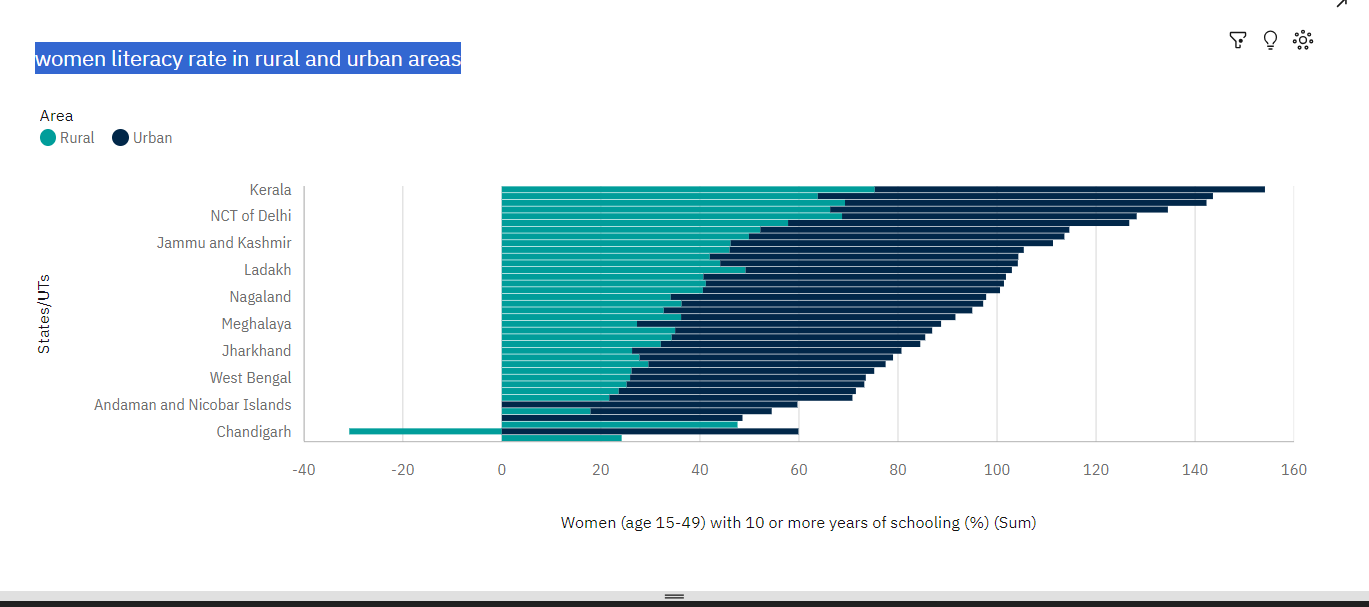 women literacy rate in rural and urban areas
Area
Rural Urban
Kerala
NCT of Delhi
Jammu and Kashmir
Ladakh
Nagaland
Meghalaya
Jharkhand
West Bengal
Andaman and Nicobar Islands
Chandigarh
States/UTs
-40 -20 0 20 40 60 80 100 120 140 160
Women (age 15-49) with 10 or more years of schooling (%) (Sum)